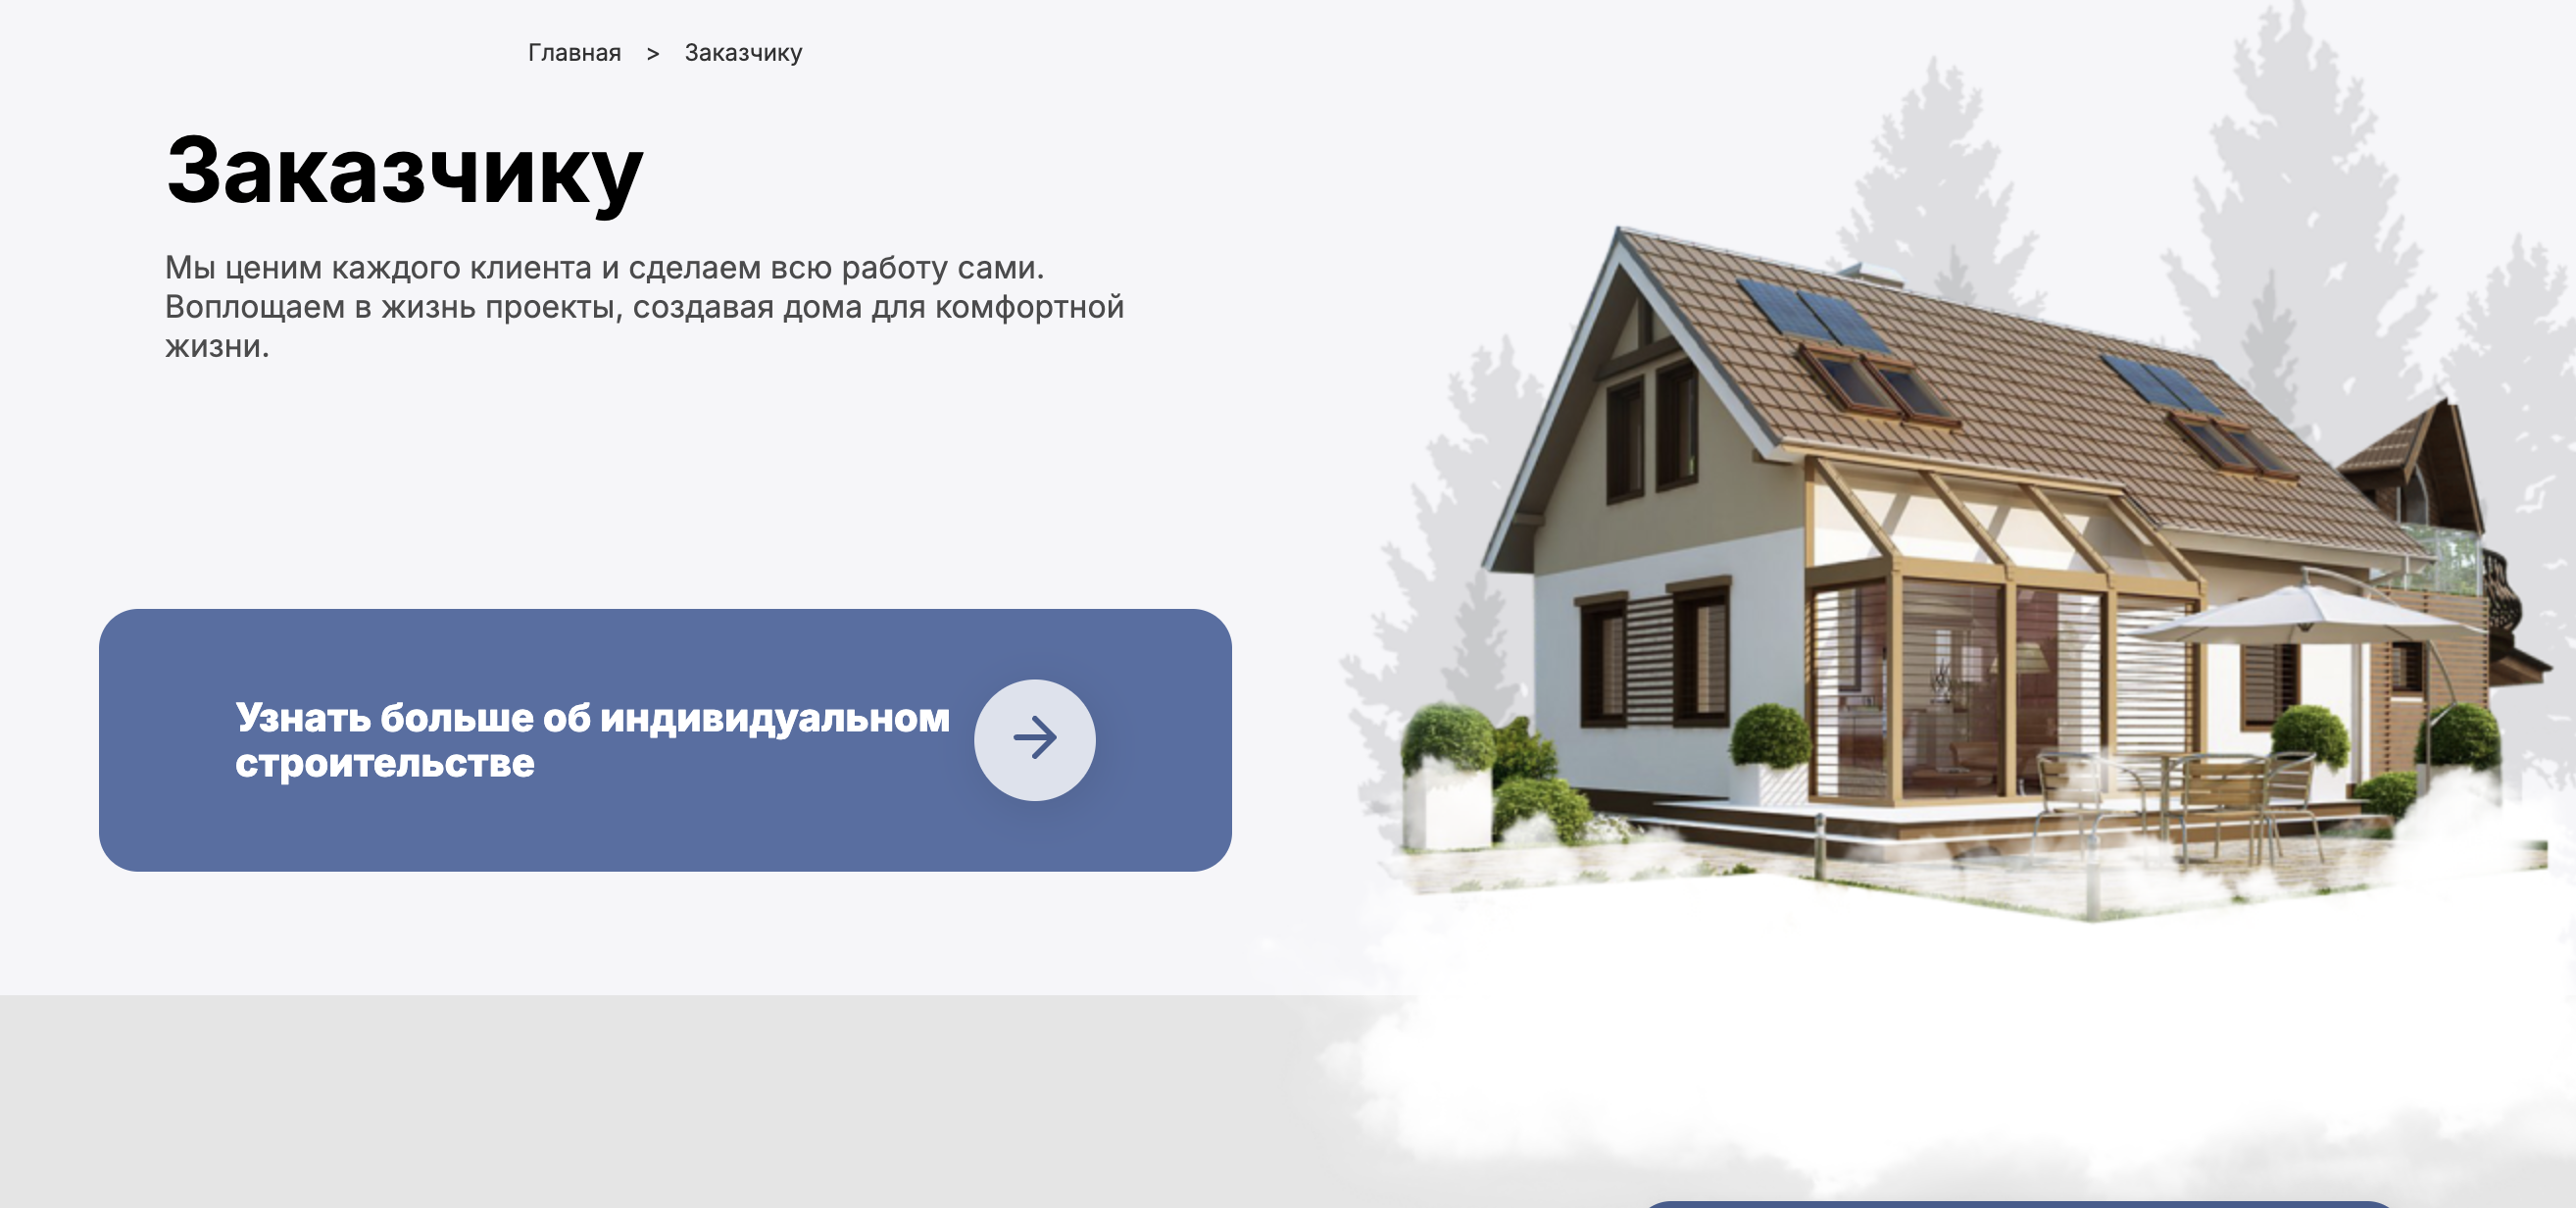 Главная > Заказчику
Заказчику
Мы ценим каждого клиента и сделаем всю работу сами.
Воплощаем в жизнь проекты, создавая дома для комфортной
жизни.
Узнать больше об индивидуальном
строительстве